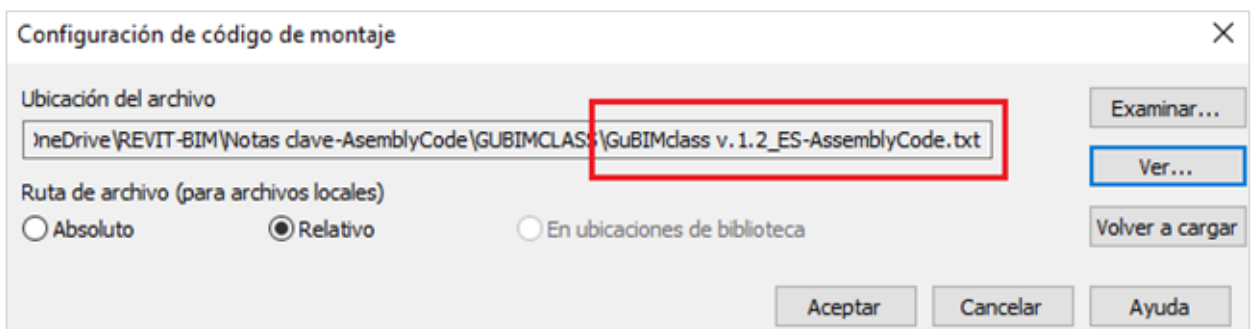 Configuración de código de montaje
Ubicación del archivo
Examinar...
)neDrive\REVIT-BIM\Notas clave-AsemblyCode\GUBIMCLASS\GuBIMclass v.1.2_ES-AssemblyCode.txt
Ver...
Ruta de archivo (para archivos locales)
Absoluto Relativo En ubicaciones de biblioteca Volver a cargar
Aceptar Cancelar Ayuda